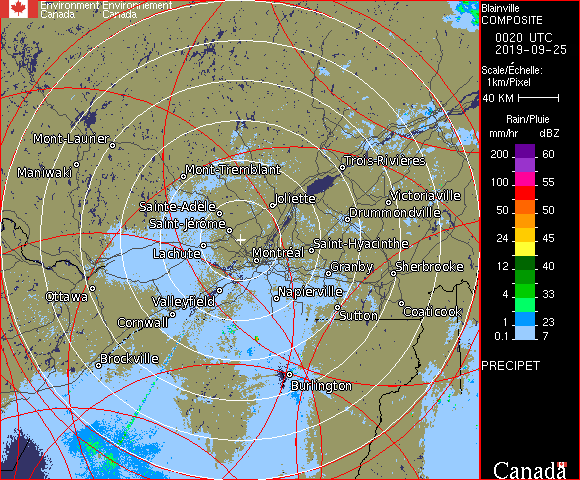 Environment Environnement
Canada Canada
Blainville
COMPOSITE
0020 UTC
2019-09-25
Scale/Échelle:
1km/Pixel
40 KM
Rain/Pluie
mm/hr dBZ
200 60
100 55
50 50
24 45
12 40
4 33
1 23
0.1 7
PRECIPET
Canada
Mont-Laurier
Maniwaki
Mont-Tremblant
Trois-Rivières
Joliette
Victoriaville
Sainte-Adèle
Drummondville
Saint-Jérôme
Lachute
Montréal
Saint-Hyacinthe
Granby
Sherbrooke
Ottawa
Valleyfield
Napierville
Cornwall
Sutton
Coaticook
Brockville
Burlington